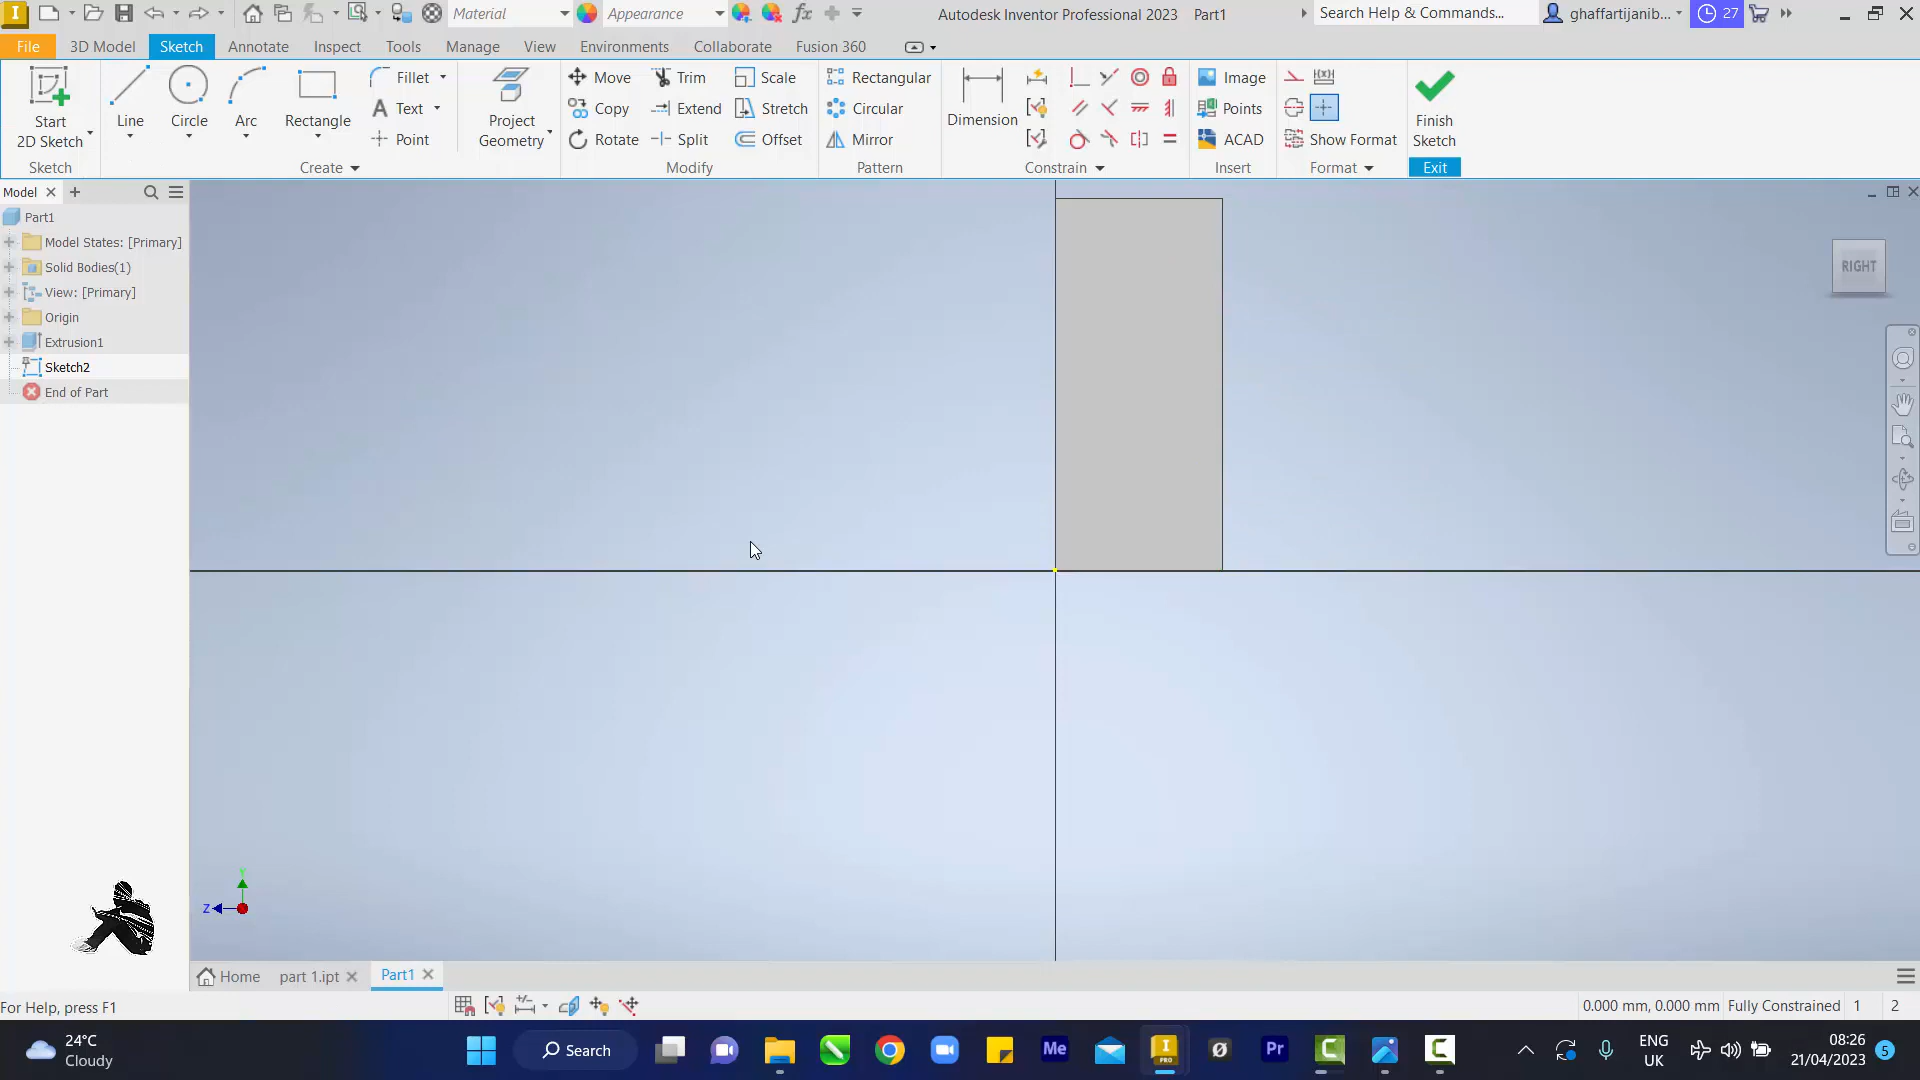 Material
Appearance
Autodesk Inventor Professional 2023 Part1
Search Help & Commands...
ghaffartijanib...
27
File
3D Model
Sketch
Annotate
Inspect
Tools
Manage
View
Environments
Collaborate
Fusion 360
Start
2D Sketch
Sketch
Line
Circle
Arc
Rectangle
Fillet
Text
Point
Create
Project
Geometry
Move
Copy
Rotate
Trim
Extend
Split
Scale
Stretch
Offset
Modify
Rectangular
Circular
Mirror
Pattern
Dimension
Constrain
Image
Points
ACAD
Insert
Show Format
Format
Finish
Sketch
Exit
Model
Part1
Model States: [Primary]
Solid Bodies(1)
View: [Primary]
Origin
Extrusion1
Sketch2
End of Part
RIGHT
Y
Z
Home
part 1.ipt
Part1
For Help, press F1
0.000 mm, 0.000 mm
Fully Constrained
1
2
24°C
Cloudy
Search
ENG
UK
08:26
21/04/2023
5